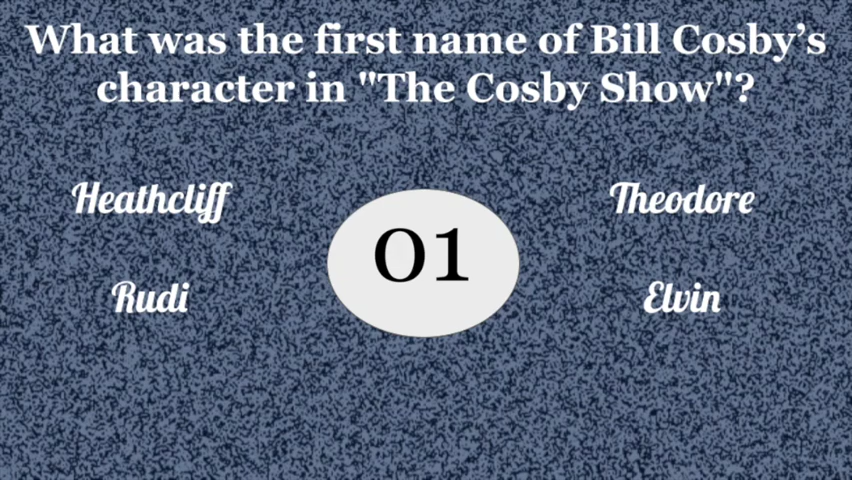 What was the first name of Bill Cosby’s
character in "The Cosby Show"?
Heathcliff
Theodore
01
Rudi
Elvin